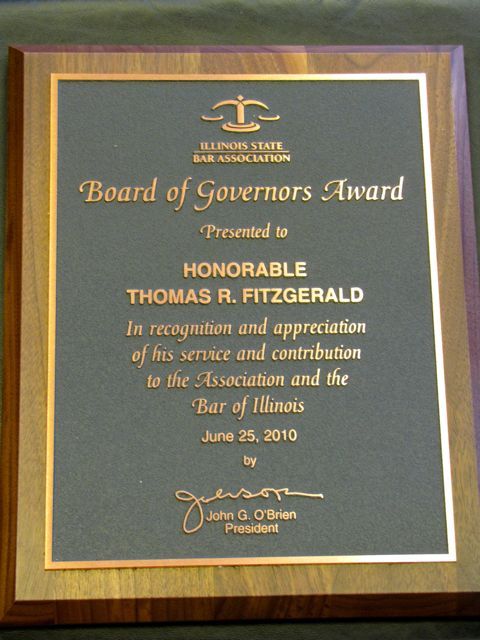 ILLINOIS STATE
BAR ASSOCIATION
Board of Governors Award
Presented to
HONORABLE
THOMAS R. FITZGERALD
In recognition and appreciation
of his service and contribution
to the Association and the
Bar of Illinois
June 25, 2010
by
John G. O'Brien
President